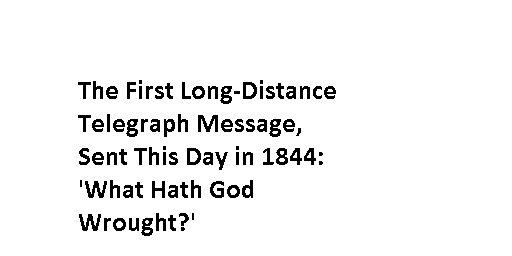 The First Long-Distance
Telegraph Message,
Sent This Day in 1844:
'What Hath God
Wrought?'